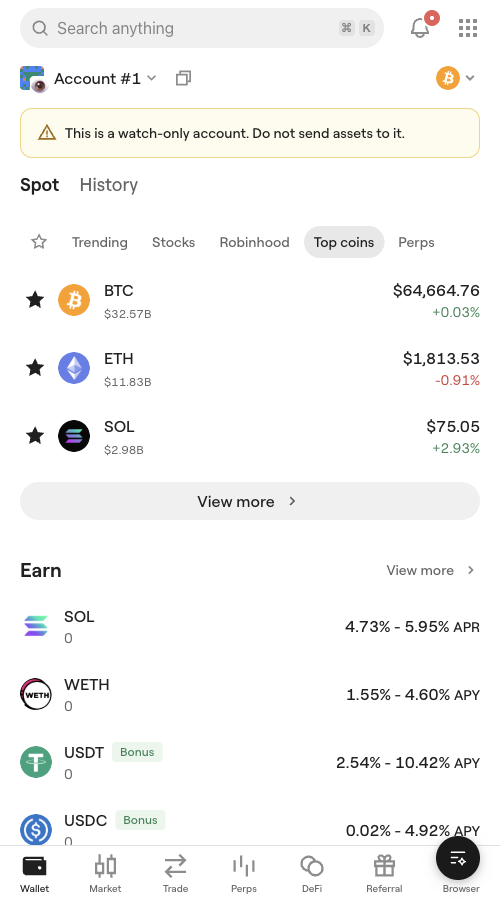 Search anything ⌘ K
Account #1
This is a watch-only account. Do not send assets to it.
Spot History
Trending Stocks Robinhood Top coins Perps
BTC $64,664.76
$32.57B +0.03%
ETH $1,813.53
$11.83B -0.91%
SOL $75.05
$2.98B +2.93%
View more
Earn View more
SOL
0
4.73% - 5.95% APR
WETH
WETH
0
1.55% - 4.60% APY
USDT Bonus
0
2.54% - 10.42% APY
USDC Bonus
0
0.02% - 4.92% APY
Wallet Market Trade Perps DeFi Referral Browser